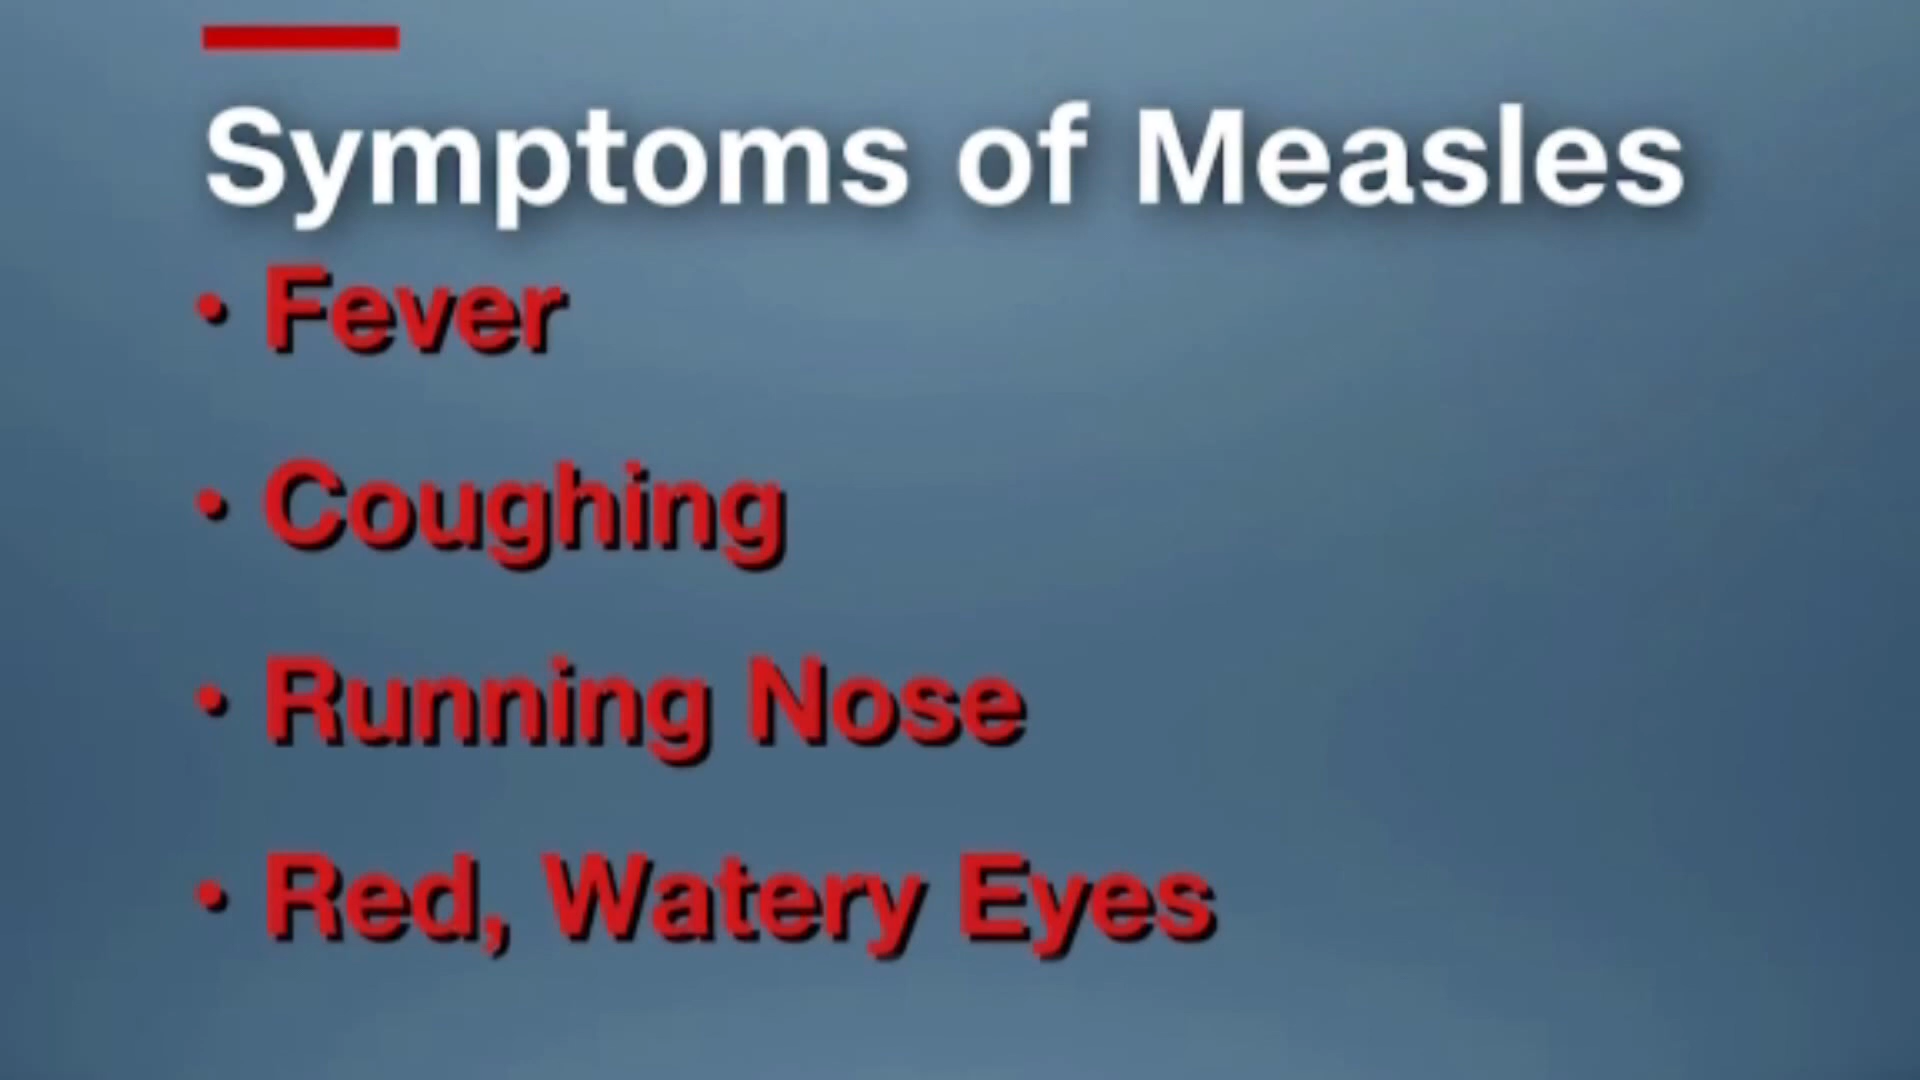 Symptoms of Measles
• Fever
• Coughing
• Running Nose
• Red, Watery Eyes